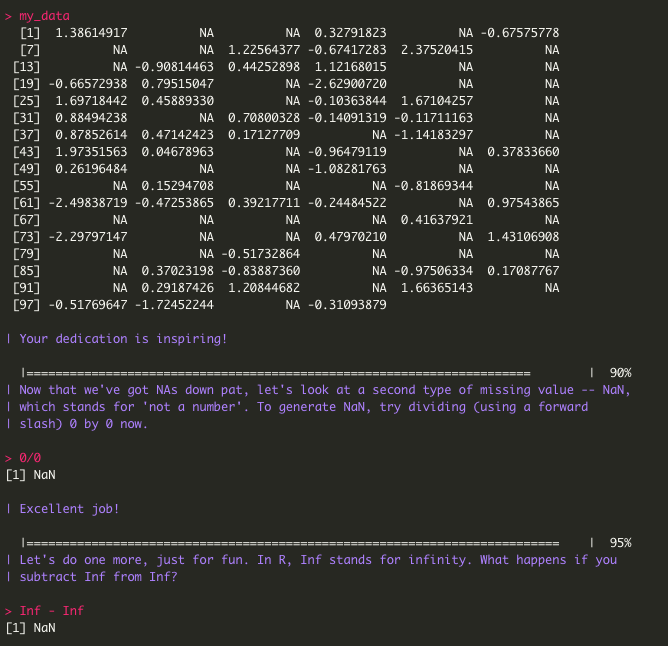 > my_data
  [1]  1.38614917          NA          NA  0.32791823          NA -0.67575778
  [7]          NA          NA  1.22564377 -0.67417283  2.37520415          NA
 [13]          NA -0.90814463  0.44252898  1.12168015          NA          NA
 [19] -0.66572938  0.79515047          NA -2.62900720          NA          NA
 [25]  1.69718442  0.45889330          NA -0.10363844  1.67104257          NA
 [31]  0.88494238          NA  0.70800328 -0.14091319 -0.11711163          NA
 [37]  0.87852614  0.47142423  0.17127709          NA -1.14183297          NA
 [43]  1.97351563  0.04678963          NA -0.96479119          NA  0.37833660
 [49]  0.26196484          NA          NA -1.08281763          NA          NA
 [55]          NA  0.15294708          NA          NA -0.81869344          NA
 [61] -2.49838719 -0.47253865  0.39217711 -0.24484522          NA  0.97543865
 [67]          NA          NA          NA          NA  0.41637921          NA
 [73] -2.29797147          NA          NA  0.47970210          NA  1.43106908
 [79]          NA          NA -0.51732864          NA          NA          NA
 [85]          NA  0.37023198 -0.83887360          NA -0.97506334  0.17087767
 [91]          NA  0.29187426  1.20844682          NA  1.66365143          NA
 [97] -0.51769647 -1.72452244          NA -0.31093879
| Your dedication is inspiring!
|====================================================================== | 90%
| Now that we've got NAs down pat, let's look at a second type of missing value -- NaN,
| which stands for 'not a number'. To generate NaN, try dividing (using a forward
| slash) 0 by 0 now.
> 0/0
[1] NaN
| Excellent job!
|========================================================================== | 95%
| Let's do one more, just for fun. In R, Inf stands for infinity. What happens if you
| subtract Inf from Inf?
> Inf - Inf
[1] NaN